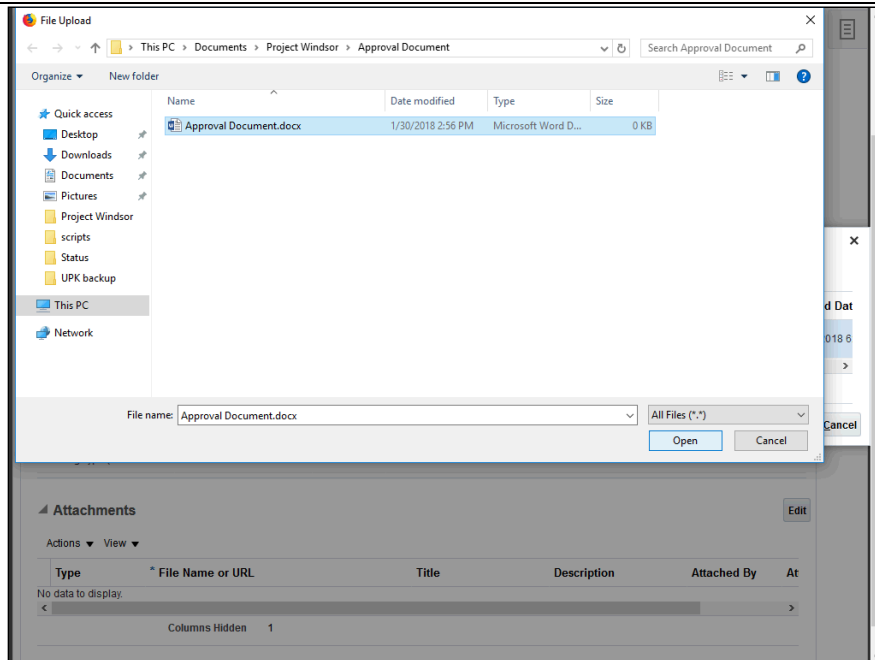 File Upload
This PC > Documents > Project Windsor > Approval Document
Search Approval Document
Organize
New folder
Name
Date modified
Type
Size
Quick access
Approval Document.docx
1/30/2018 2:56 PM
Microsoft Word D...
0 KB
Desktop
Downloads
Documents
Pictures
Project Windsor
scripts
Status
UPK backup
This PC
Network
d Dat
018 6
File name:
Approval Document.docx
All Files (*.*)
Open
Cancel
Cancel
Attachments
Edit
Actions
View
Type
* File Name or URL
Title
Description
Attached By
At
No data to display.
Columns Hidden 1